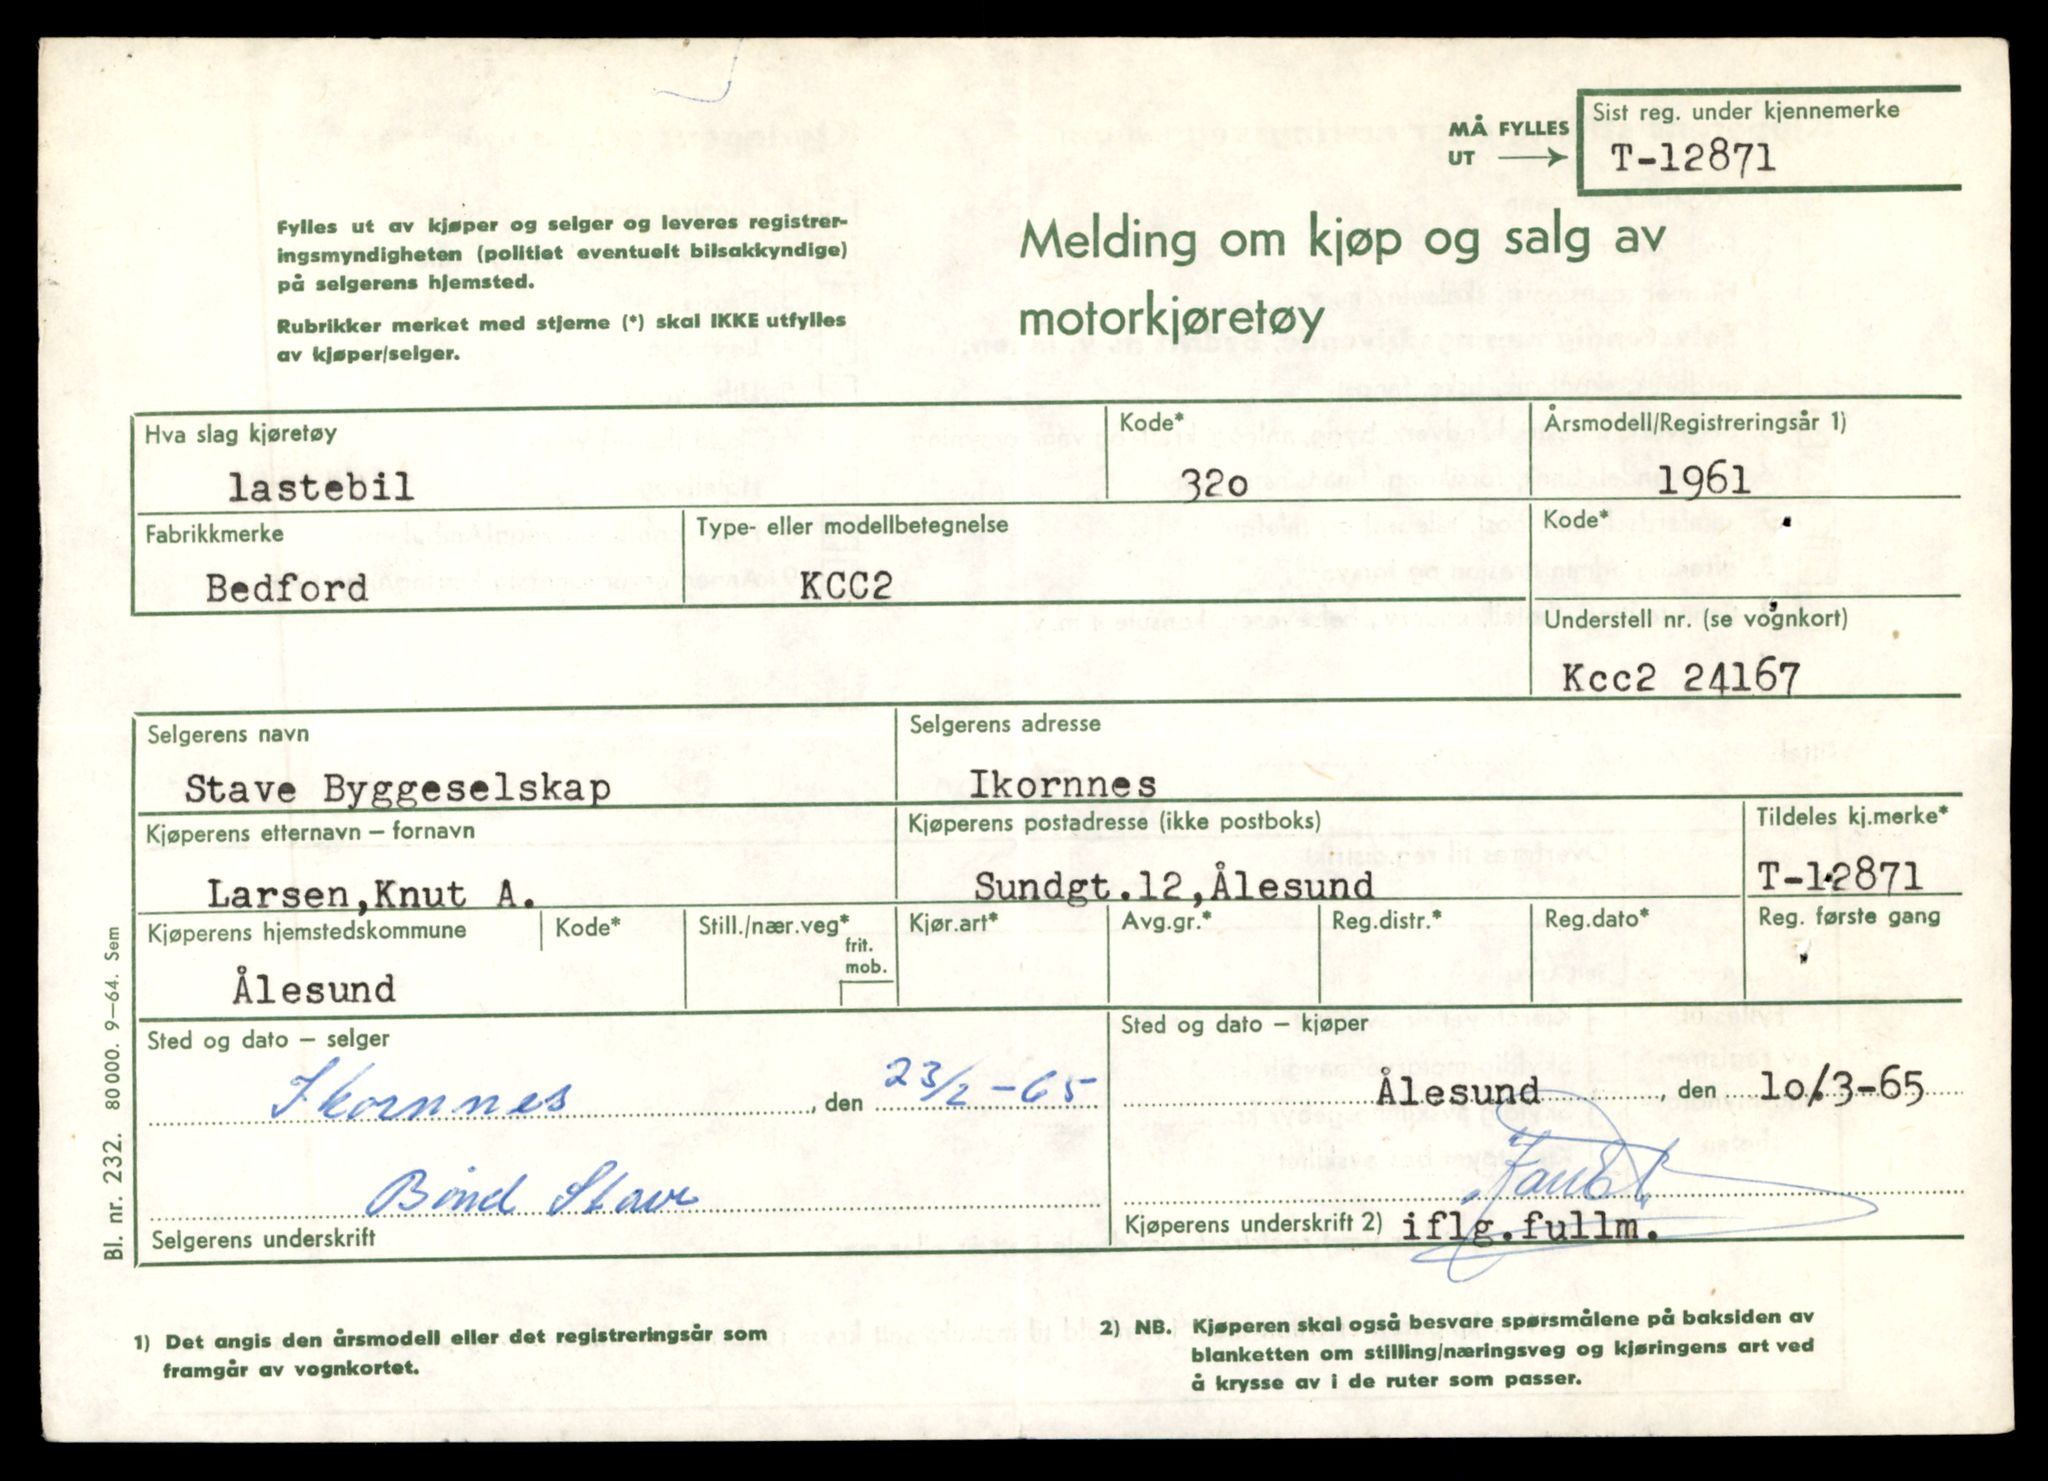 MÅ FYLLES UT
Sist reg. under kjennemerke
T-12871
Fylles ut av kjøper og selger og leveres registrer-
ingsmyndigheten (politiet eventuelt bilsakkyndige)
på selgerens hjemsted.
Rubrikker merket med stjerne (*) skal IKKE utfylles
av kjøper/selger.
Melding om kjøp og salg av
motorkjøretøy
Hva slag kjøretøy
lastebil
Kode*
32o
Årsmodell/Registreringsår 1)
1961
Fabrikkmerke
Bedford
Type- eller modellbetegnelse
KCC2
Kode*
Understell nr. (se vognkort)
Kcc2 24167
Selgerens navn
Stave Byggeselskap
Selgerens adresse
Ikornnes
Kjøperens etternavn – fornavn
Larsen,Knut A.
Kjøperens postadresse (ikke postboks)
Sundgt.12,Ålesund
Tildeles kj.merke*
T-12871
Kjøperens hjemstedskommune
Ålesund
Kode*
Still./nær.veg*
frit.
mob.
Kjør.art*
Avg.gr.*
Reg.distr.*
Reg.dato*
Reg. første gang
Sted og dato – selger
Ikornnes, den 23/2-65
Sted og dato – kjøper
Ålesund, den 1o/3-65
Stave
Selgerens underskrift
Kjøperens underskrift 2) iflg.fullm.
Bl. nr. 232. 80 000. 9–64. Sem
1) Det angis den årsmodell eller det registreringsår som
framgår av vognkortet.
2) NB. Kjøperen skal også besvare spørsmålene på baksiden av
blanketten om stilling/næringsveg og kjøringens art ved
å krysse av i de ruter som passer.